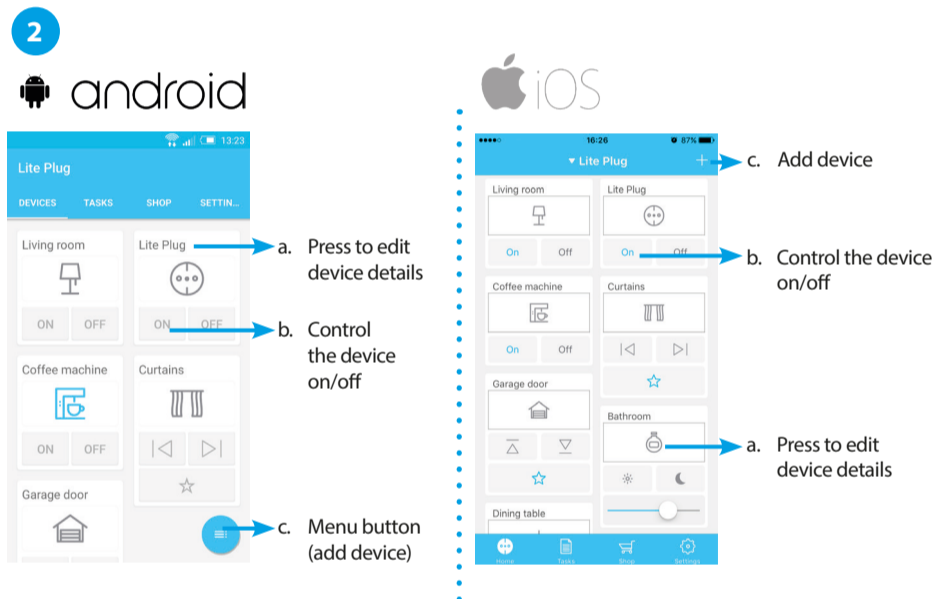 2
android
13:23
Lite Plug
DEVICES TASKS SHOP SETTIN...
Living room
ON OFF
Lite Plug
ON OFF
Coffee machine
ON OFF
Curtains
Garage door
a. Press to edit
device details
b. Control
the device
on/off
c. Menu button
(add device)
iOS
16:26 87%
Lite Plug +
Living room
On Off
Lite Plug
On Off
Coffee machine
On Off
Curtains
Garage door
Bathroom
Dining table
Home Tasks Shop Settings
c. Add device
b. Control the device
on/off
a. Press to edit
device details